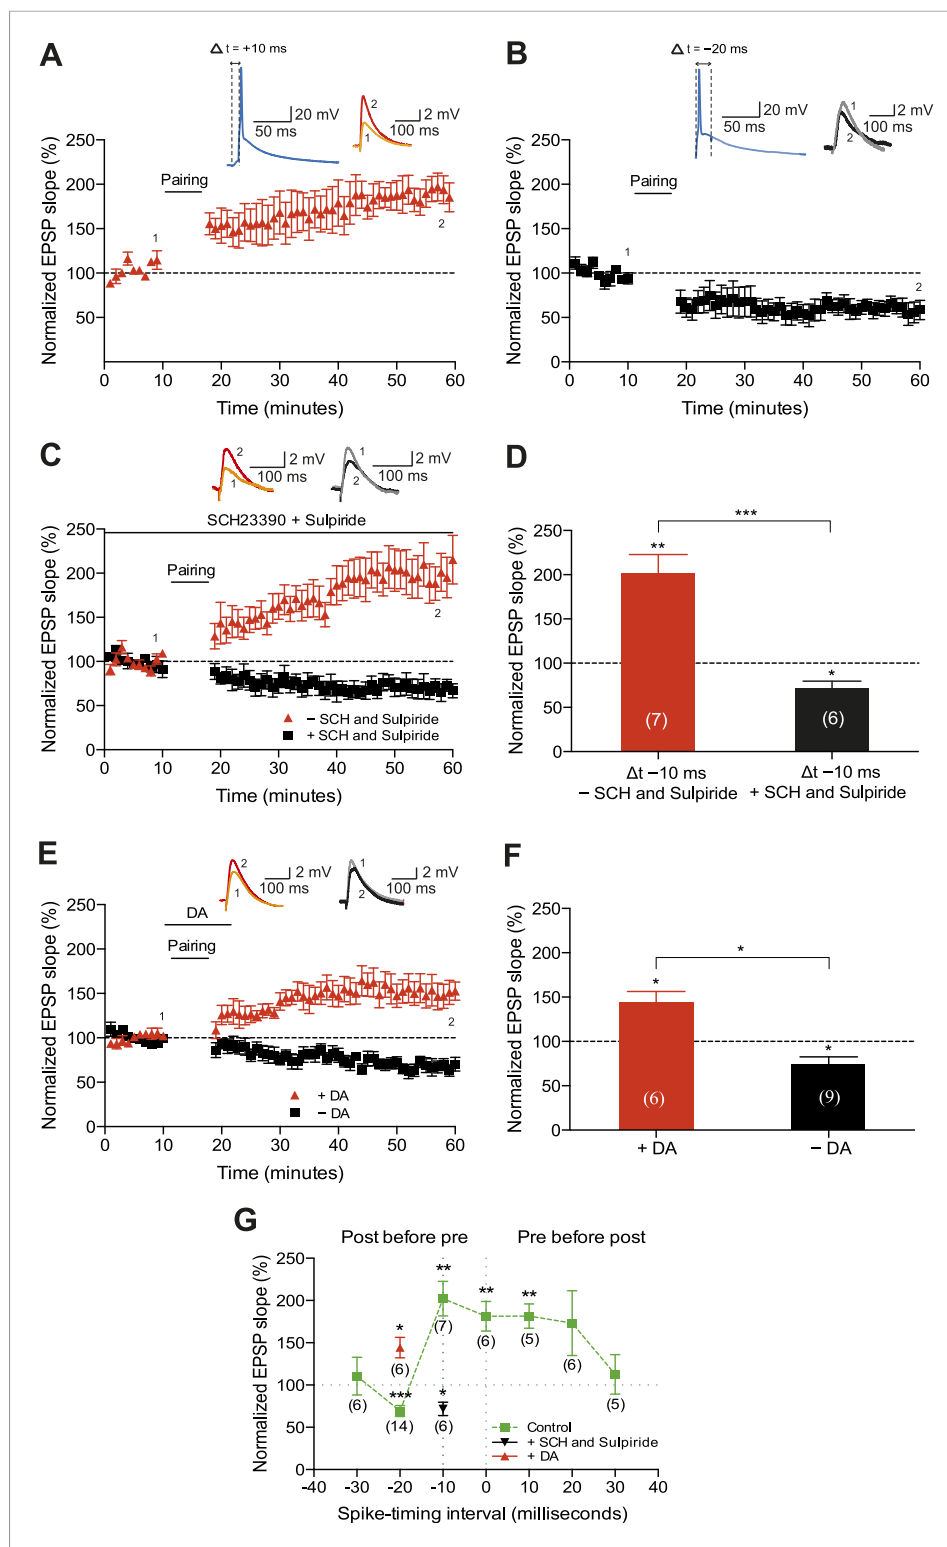 A
Δ t = +10 ms
20 mV
50 ms
2
1
2 mV
100 ms
Normalized EPSP slope (%)
250
200
150
100
50
0
Pairing
1
2
0 10 20 30 40 50 60
Time (minutes)
B
Δ t = −20 ms
20 mV
50 ms
1
2
2 mV
100 ms
Normalized EPSP slope (%)
250
200
150
100
50
0
Pairing
1
2
0 10 20 30 40 50 60
Time (minutes)
C
2
1
2 mV
100 ms
1
2
2 mV
100 ms
SCH23390 + Sulpiride
Normalized EPSP slope (%)
250
200
150
100
50
0
Pairing
1
2
− SCH and Sulpiride
+ SCH and Sulpiride
0 10 20 30 40 50 60
Time (minutes)
D
Normalized EPSP slope (%)
250
200
150
100
50
0
***
**
*
(7)
(6)
Δt −10 ms
− SCH and Sulpiride
Δt −10 ms
+ SCH and Sulpiride
E
2
1
2 mV
100 ms
1
2
2 mV
100 ms
DA
Pairing
Normalized EPSP slope (%)
250
200
150
100
50
0
1
2
+ DA
− DA
0 10 20 30 40 50 60
Time (minutes)
F
Normalized EPSP slope (%)
250
200
150
100
50
0
*
*
*
(6)
(9)
+ DA
− DA
G
Post before pre
Pre before post
Normalized EPSP slope (%)
250
200
150
100
50
0
(6)
***
(14)
*
(6)
**
(7)
*
(6)
**
(6)
**
(5)
(6)
(5)
Control
+ SCH and Sulpiride
+ DA
-40 -30 -20 -10 0 10 20 30 40
Spike-timing interval (milliseconds)